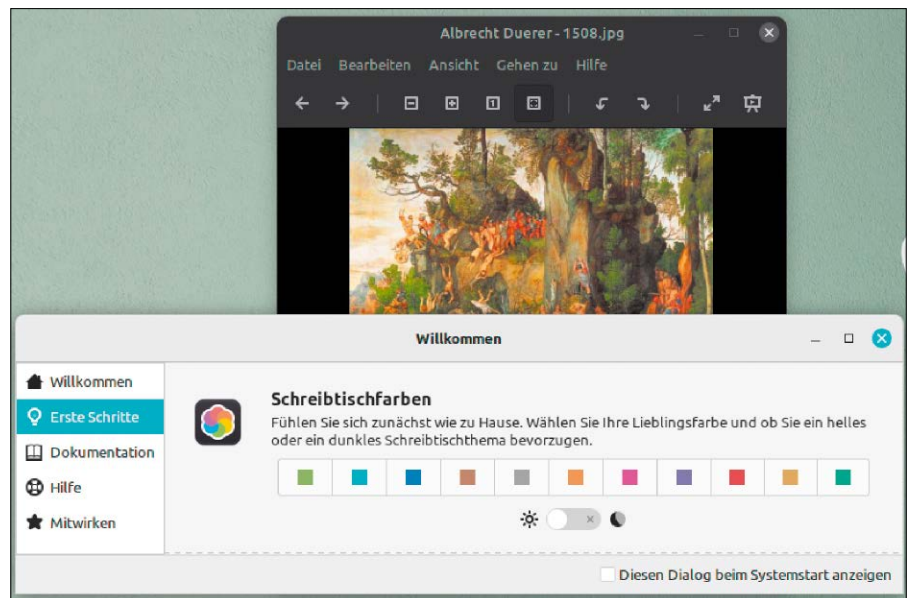 Albrecht Duerer - 1508.jpg
Datei Bearbeiten Ansicht Gehen zu Hilfe
1
Willkommen
Willkommen
Erste Schritte
Dokumentation
Hilfe
Mitwirken
Schreibtischfarben
Fühlen Sie sich zunächst wie zu Hause. Wählen Sie Ihre Lieblingsfarbe und ob Sie ein helles
oder ein dunkles Schreibtischthema bevorzugen.
Diesen Dialog beim Systemstart anzeigen